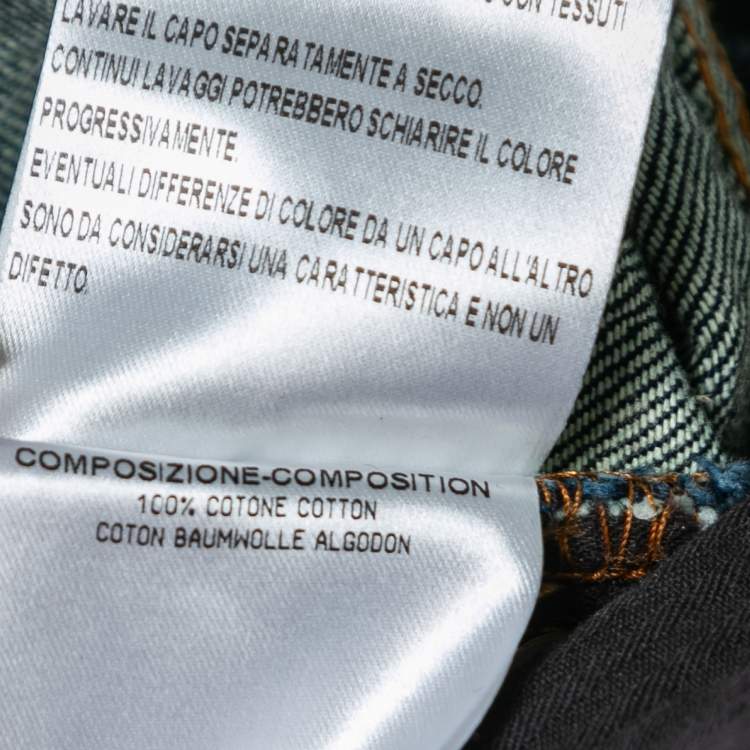 CON TESSUTI
LAVARE IL CAPO SEPARATAMENTE A SECCO.
CONTINUI LAVAGGI POTREBBERO SCHIARIRE IL COLORE
PROGRESSIVAMENTE.
EVENTUALI DIFFERENZE DI COLORE DA UN CAPO ALL'ALTRO
SONO DA CONSIDERARSI UNA CARATTERISTICA E NON UN
DIFETTO.
COMPOSIZIONE-COMPOSITION
100% COTONE COTTON
COTON BAUMWOLLE ALGODON